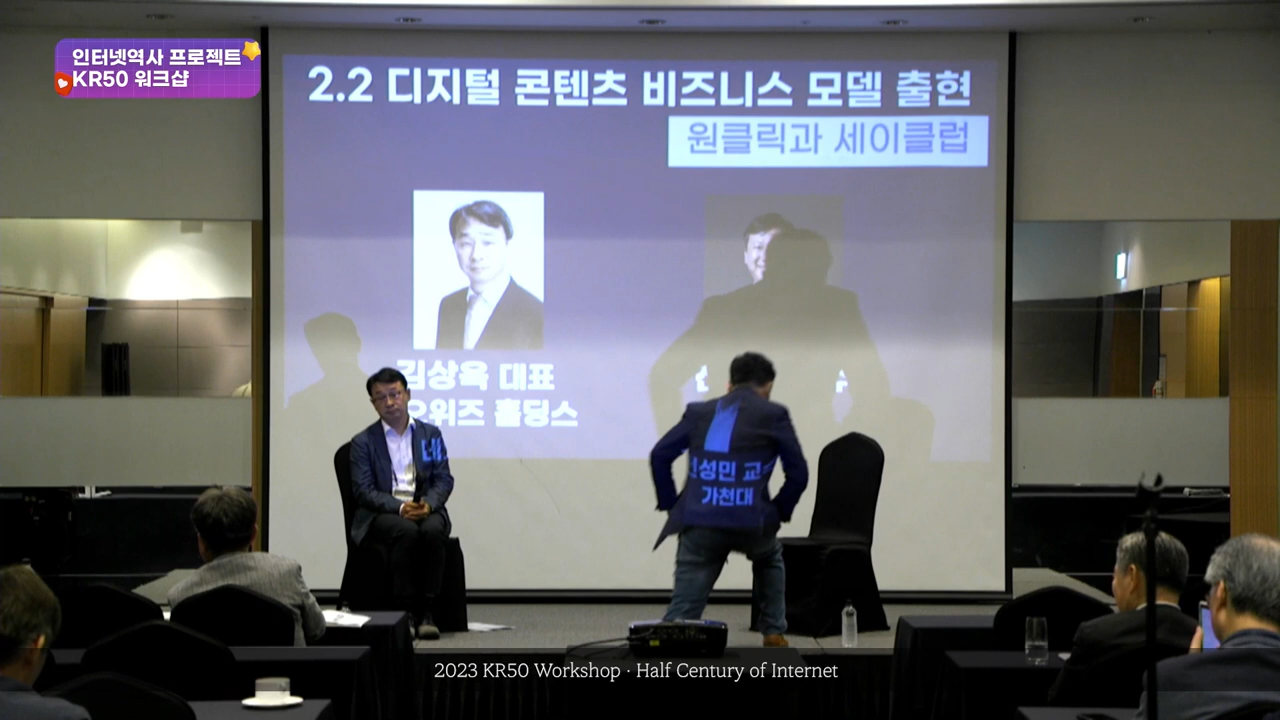 인터넷역사 프로젝트
KR50 워크샵
2.2 디지털 콘텐츠 비즈니스 모델 출현
원클릭과 세이클럽
김상욱 대표
오위즈 홀딩스
성민 교
가천대
2023 KR50 Workshop · Half Century of Internet